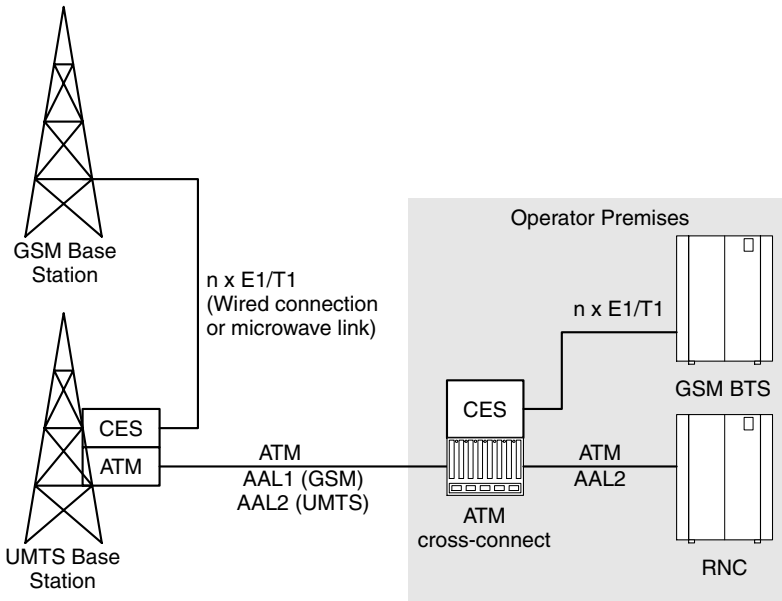 GSM Base
Station
n x E1/T1
(Wired connection
or microwave link)
UMTS Base
Station
CES
ATM
ATM
AAL1 (GSM)
AAL2 (UMTS)
Operator Premises
n x E1/T1
GSM BTS
CES
ATM
cross-connect
ATM
AAL2
RNC